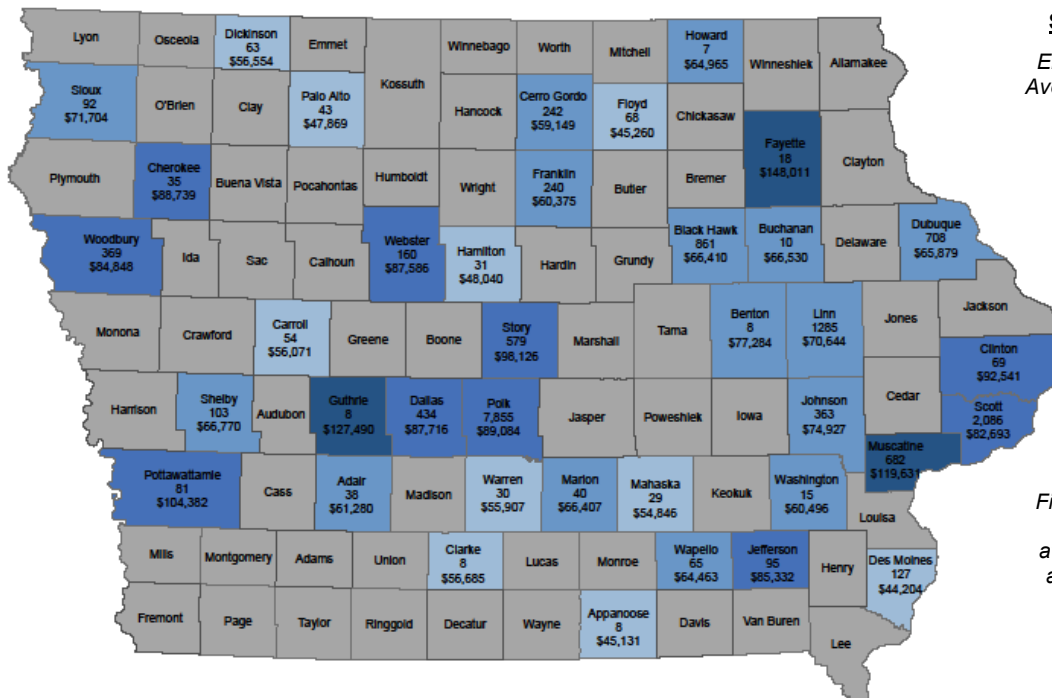 Lyon
Osceola
Dickinson
63
$56,554
Emmet
Winnebago
Worth
Mitchell
Howard
7
$64,965
Winneshiek
Allamakee
Kossuth
Sioux
92
$71,704
O'Brien
Clay
Palo Alto
43
$47,869
Hancock
Cerro Gordo
242
$59,149
Floyd
68
$45,260
Chickasaw
Fayette
18
$148,011
Clayton
Plymouth
Cherokee
35
$88,739
Buena Vista
Pocahontas
Humboldt
Wright
Franklin
240
$60,375
Butler
Bremer
Woodbury
369
$84,848
Ida
Sac
Calhoun
Webster
160
$87,586
Hamilton
31
$48,040
Hardin
Grundy
Black Hawk
861
$66,410
Buchanan
10
$66,530
Delaware
Dubuque
708
$65,879
Monona
Crawford
Carroll
54
$56,071
Greene
Boone
Story
579
$98,126
Marshall
Tama
Benton
8
$77,284
Linn
1285
$70,644
Jones
Jackson
Clinton
69
$92,541
Harrison
Shelby
103
$66,770
Audubon
Guthrie
8
$127,490
Dallas
434
$87,716
Polk
7,855
$89,084
Jasper
Poweshiek
Iowa
Johnson
363
$74,927
Cedar
Scott
2,086
$82,693
Muscatine
682
$119,631
Pottawattamie
81
$104,382
Cass
Adair
38
$61,280
Madison
Warren
30
$55,907
Marion
40
$66,407
Mahaska
29
$54,846
Keokuk
Washington
15
$60,496
Louisa
Mills
Montgomery
Adams
Union
Clarke
8
$56,685
Lucas
Monroe
Wapello
65
$64,463
Jefferson
95
$85,332
Henry
Des Moines
127
$44,204
Fremont
Page
Taylor
Ringgold
Decatur
Wayne
Appanoose
8
$45,131
Davis
Van Buren
Lee